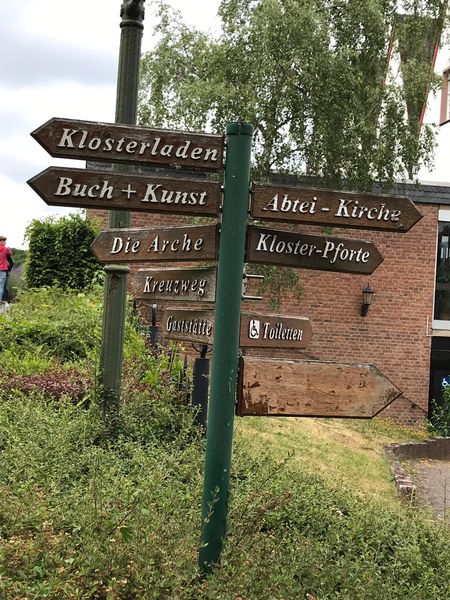 Klosterladen
Buch + Kunst
Die Arche
Kreuzweg
Gaststätte
Abtei - Kirche
Kloster-Pforte
Toiletten